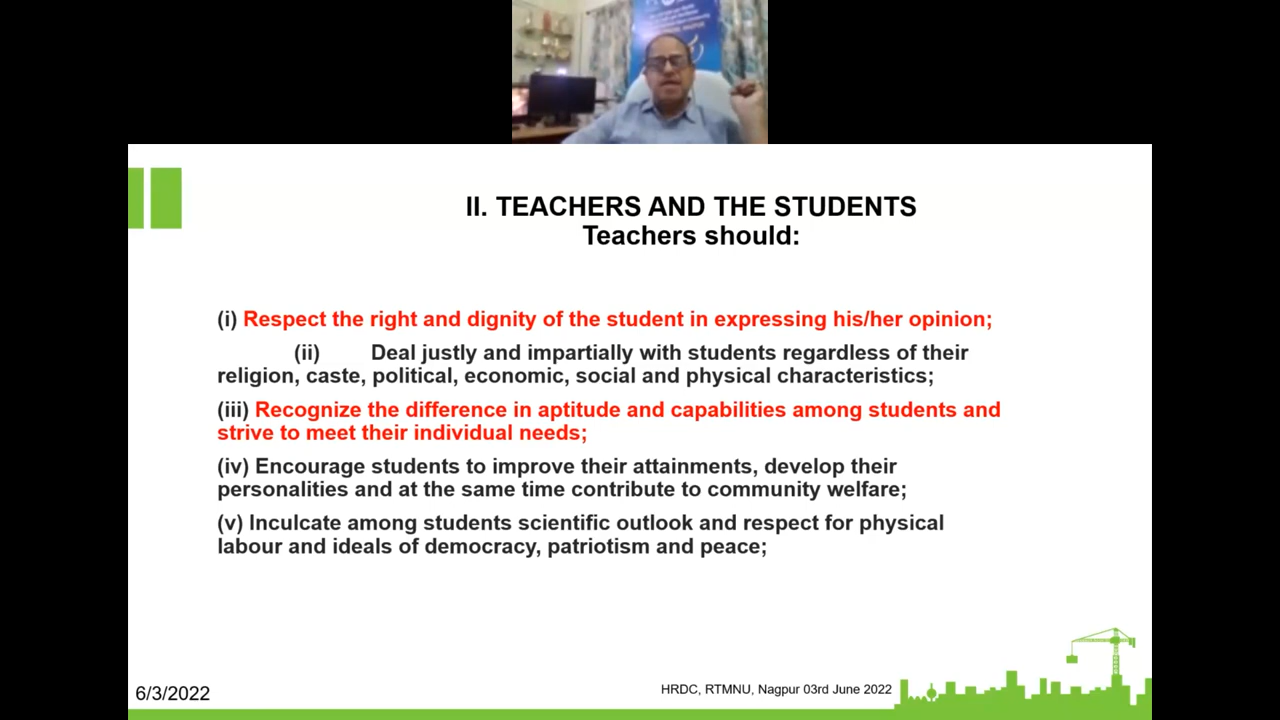 II. TEACHERS AND THE STUDENTS
Teachers should:
(i) Respect the right and dignity of the student in expressing his/her opinion;
(ii) Deal justly and impartially with students regardless of their
religion, caste, political, economic, social and physical characteristics;
(iii) Recognize the difference in aptitude and capabilities among students and
strive to meet their individual needs;
(iv) Encourage students to improve their attainments, develop their
personalities and at the same time contribute to community welfare;
(v) Inculcate among students scientific outlook and respect for physical
labour and ideals of democracy, patriotism and peace;
6/3/2022
HRDC, RTMNU, Nagpur 03rd June 2022